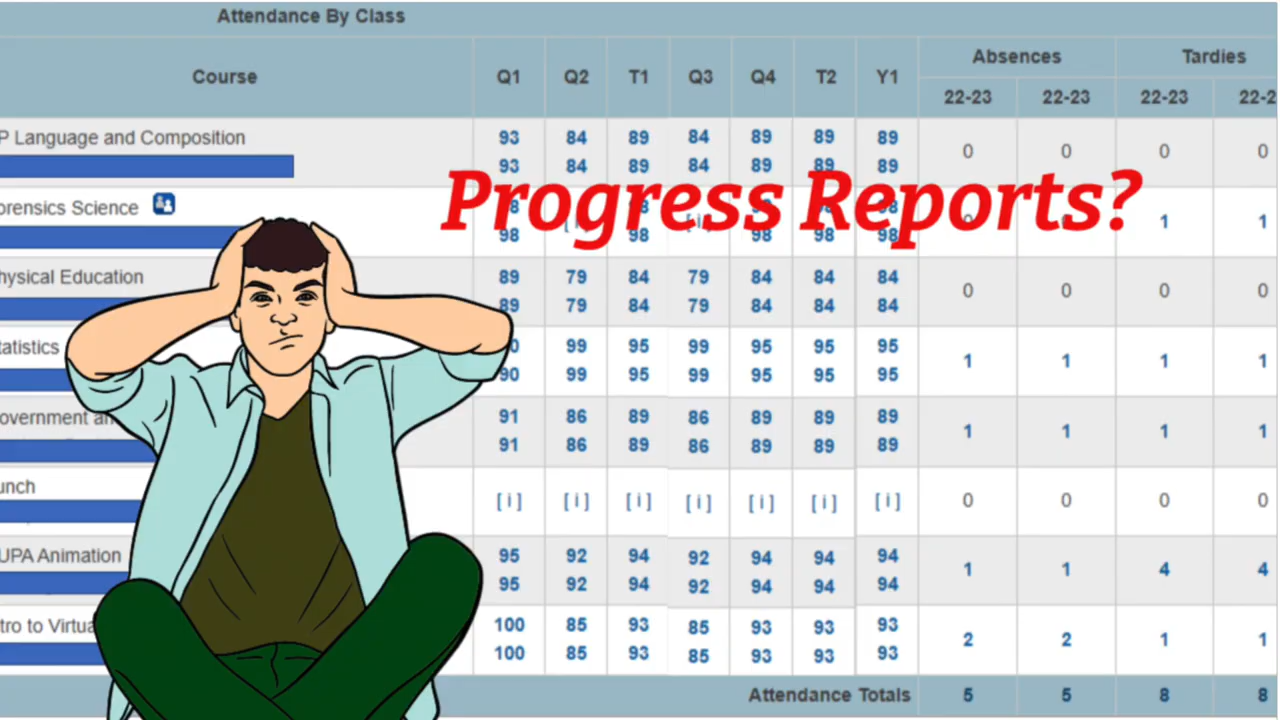 Attendance By Class
Course Q1 Q2 T1 Q3 Q4 T2 Y1 Absences Tardies
22-23 22-23 22-23 22-2
P Language and Composition 93 84 89 84 89 89 89 0 0 0 0
93 84 89 84 89 89 89
Progress Reports?
orensics Science 1 1
98 98 98 98 98
hysical Education 89 79 84 79 84 84 84 0 0 0 0
89 79 84 79 84 84 84
tatistics 99 95 99 95 95 95 1 1 1 1
90 99 95 99 95 95 95
overnment an 91 86 89 86 89 89 89 1 1 1 1
91 86 89 86 89 89 89
unch [ i ] [ i ] [ i ] [ i ] [ i ] [ i ] [ i ] 0 0 0 0
UPA Animation 95 92 94 92 94 94 94 1 1 4 4
95 92 94 92 94 94 94
tro to Virtua 100 85 93 85 93 93 93 2 2 1 1
100 85 93 85 93 93 93
Attendance Totals 5 5 8 8